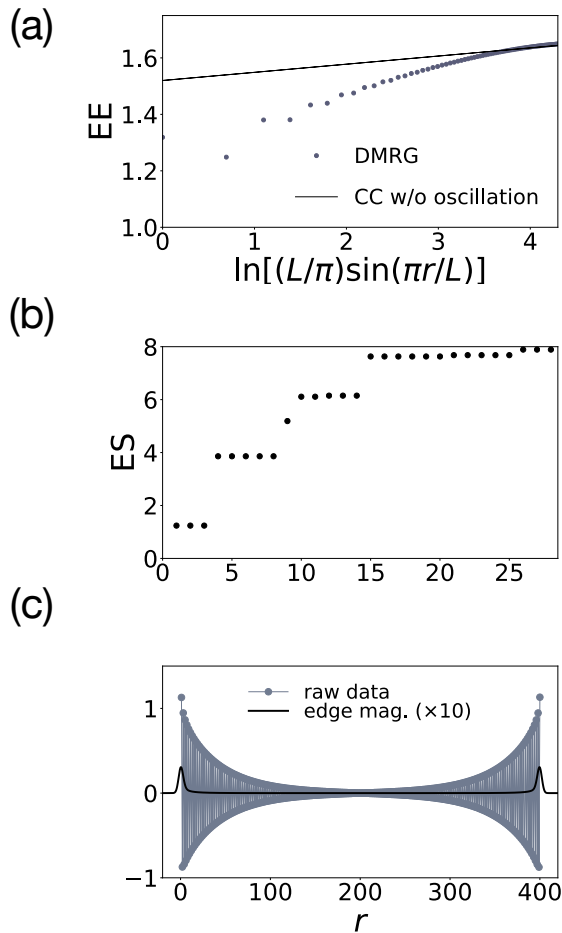 (a)
EE
1.6
1.4
1.2
1.0
DMRG
CC w/o oscillation
0 1 2 3 4
ln[(L/π)sin(πr/L)]
(b)
ES
8
6
4
2
0
0 5 10 15 20 25
(c)
raw data
edge mag. (×10)
1
0
−1
0 100 200 300 400
r